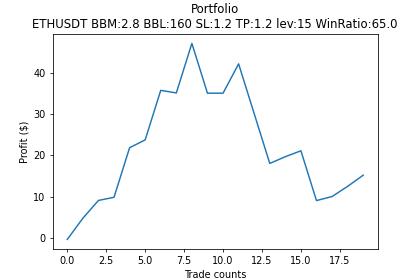 Portfolio
ETHUSDT BBM:2.8 BBL:160 SL:1.2 TP:1.2 lev:15 WinRatio:65.0
40
30
20
10
0
Profit ($)
0.0 2.5 5.0 7.5 10.0 12.5 15.0 17.5
Trade counts